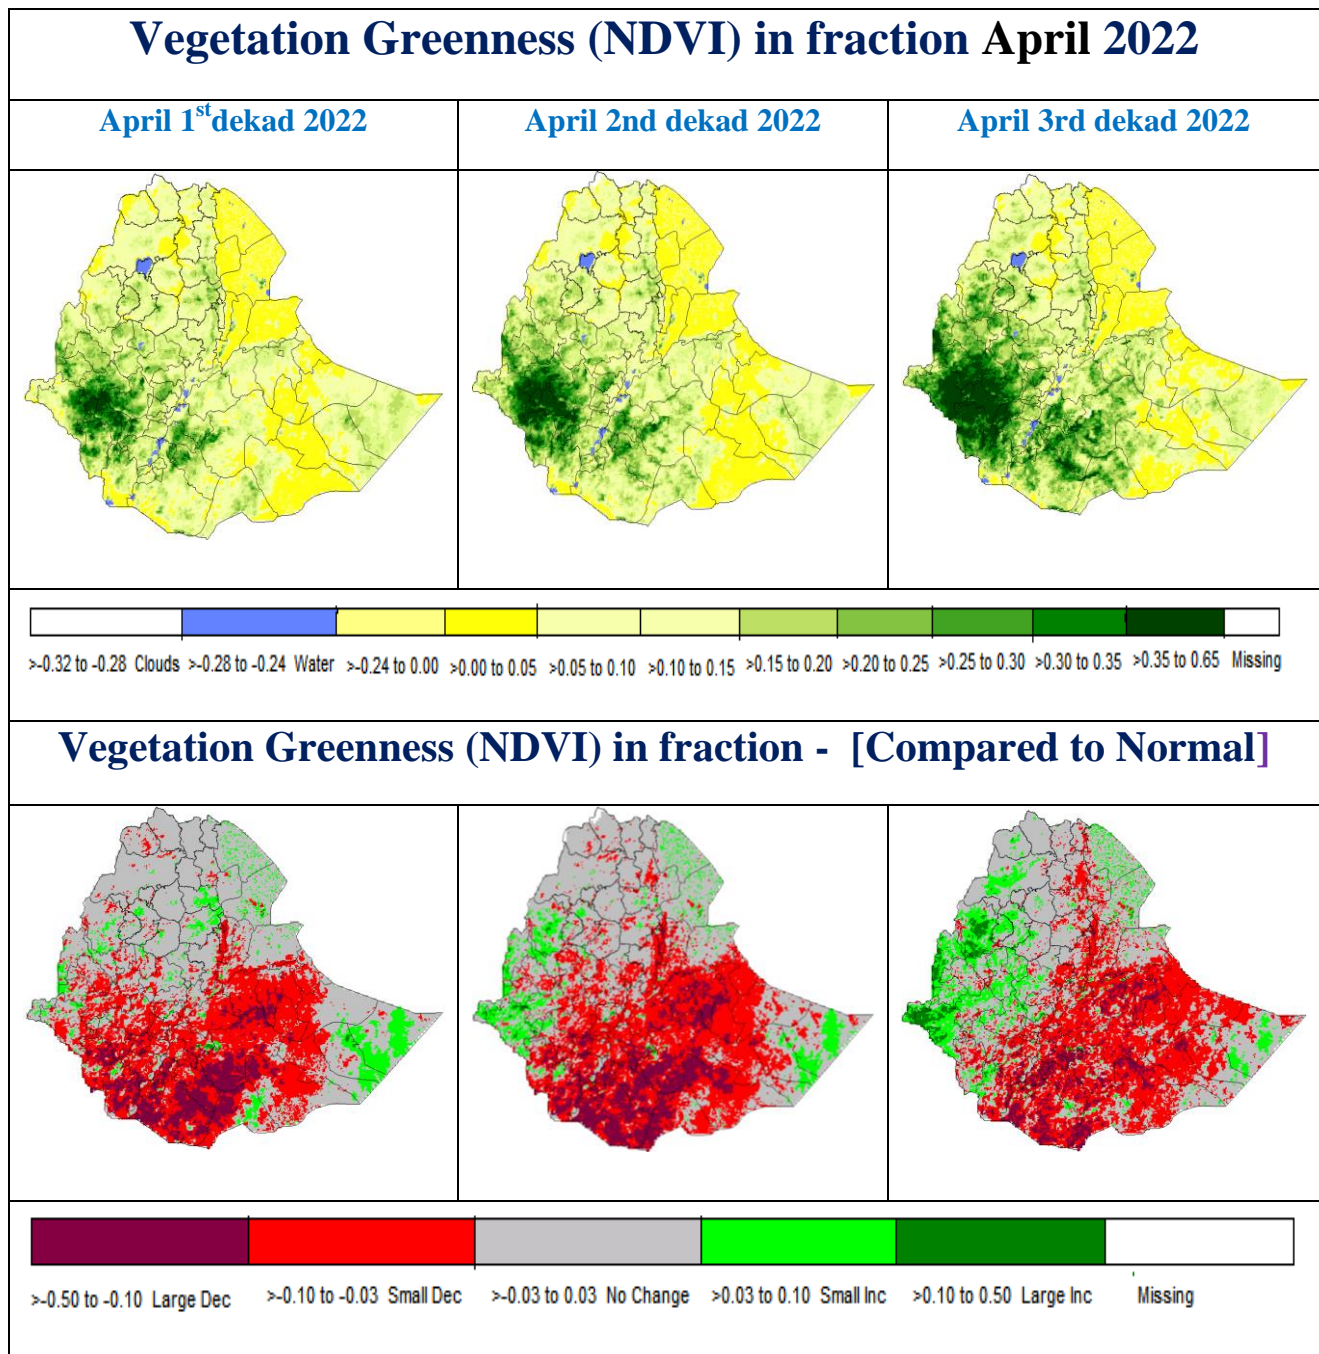 Vegetation Greenness (NDVI) in fraction April 2022
April 1st dekad 2022
April 2nd dekad 2022
April 3rd dekad 2022
>-0.32 to -0.28 Clouds >-0.28 to -0.24 Water >-0.24 to 0.00 >0.00 to 0.05 >0.05 to 0.10 >0.10 to 0.15 >0.15 to 0.20 >0.20 to 0.25 >0.25 to 0.30 >0.30 to 0.35 >0.35 to 0.65 Missing
Vegetation Greenness (NDVI) in fraction - [Compared to Normal]
>-0.50 to -0.10 Large Dec >-0.10 to -0.03 Small Dec >-0.03 to 0.03 No Change >0.03 to 0.10 Small Inc >0.10 to 0.50 Large Inc Missing